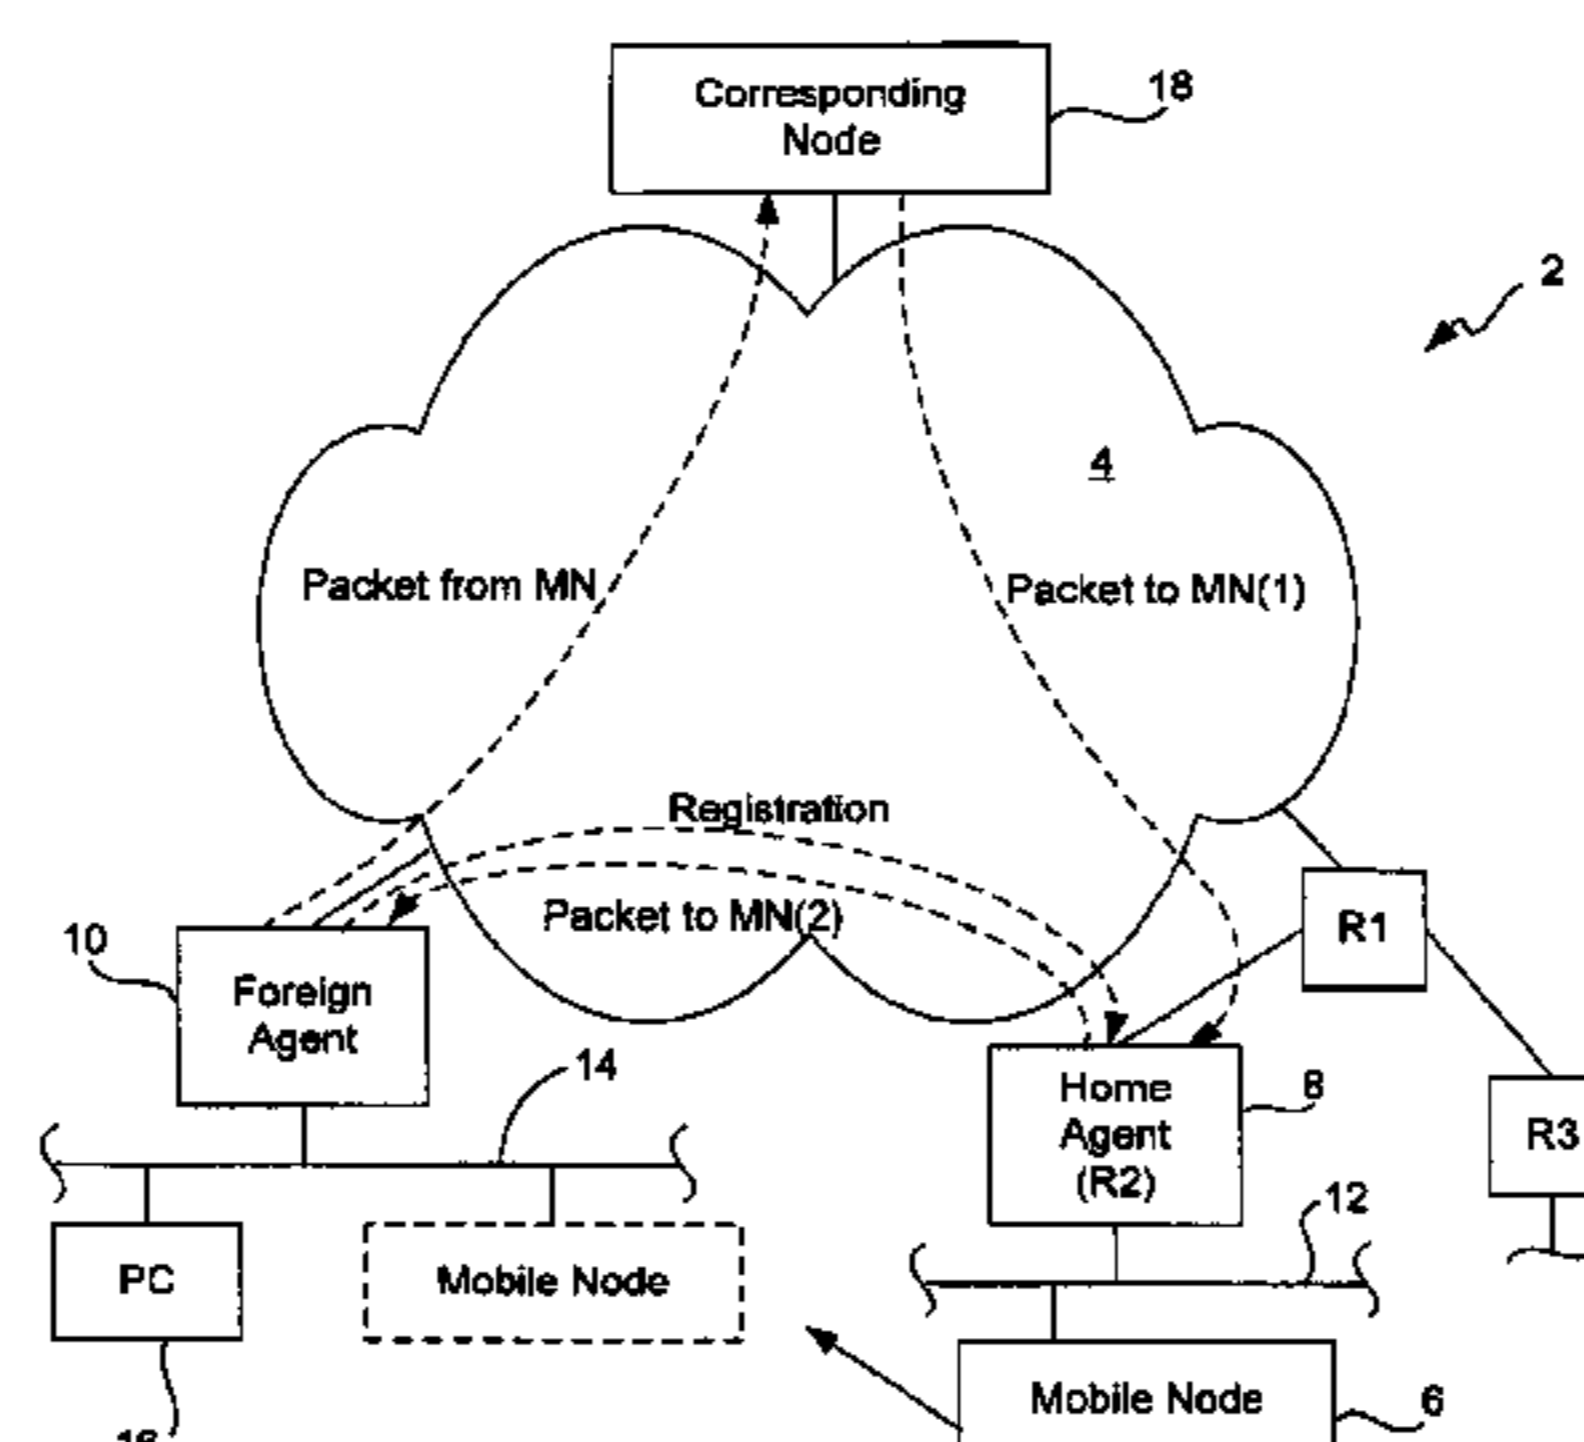 Corresponding
Node
18
2
4
Packet from MN
Packet to MN(1)
Registration
Packet to MN(2)
R1
10
Foreign
Agent
14
Home
Agent
(R2)
8
R3
12
PC
Mobile Node
Mobile Node
6